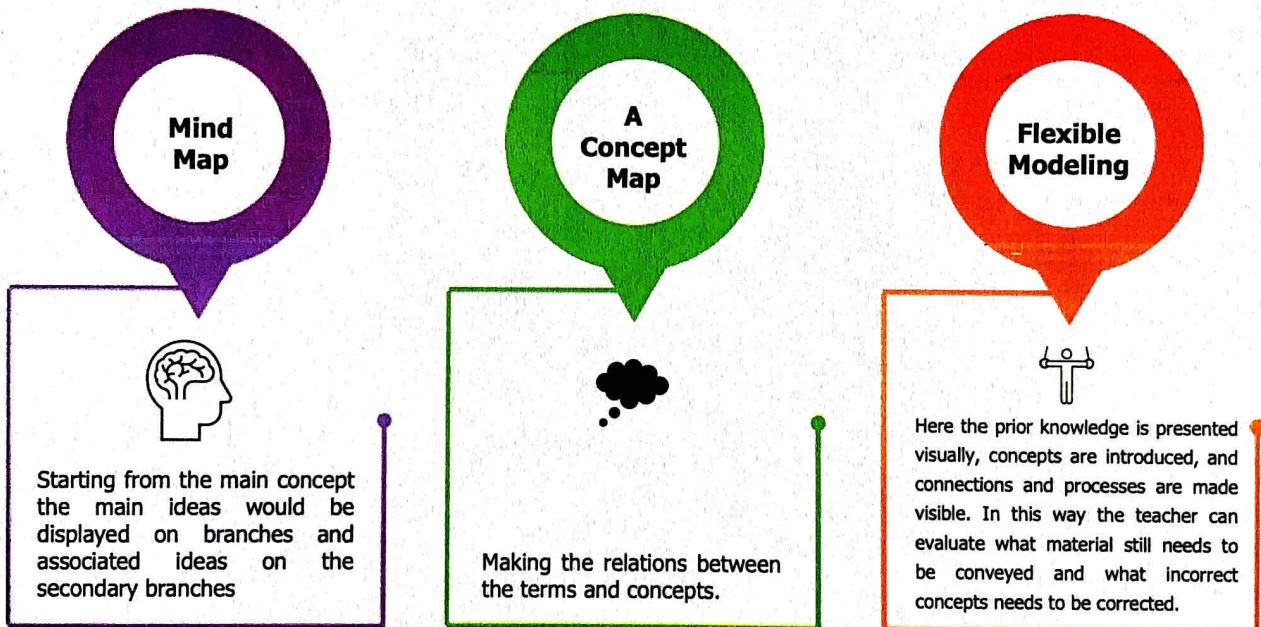 Mind
Map
Starting from the main concept
the main ideas would be
displayed on branches and
associated ideas on the
secondary branches
A
Concept
Map
Making the relations between
the terms and concepts.
Flexible
Modeling
Here the prior knowledge is presented
visually, concepts are introduced, and
connections and processes are made
visible. In this way the teacher can
evaluate what material still needs to
be conveyed and what incorrect
concepts needs to be corrected.